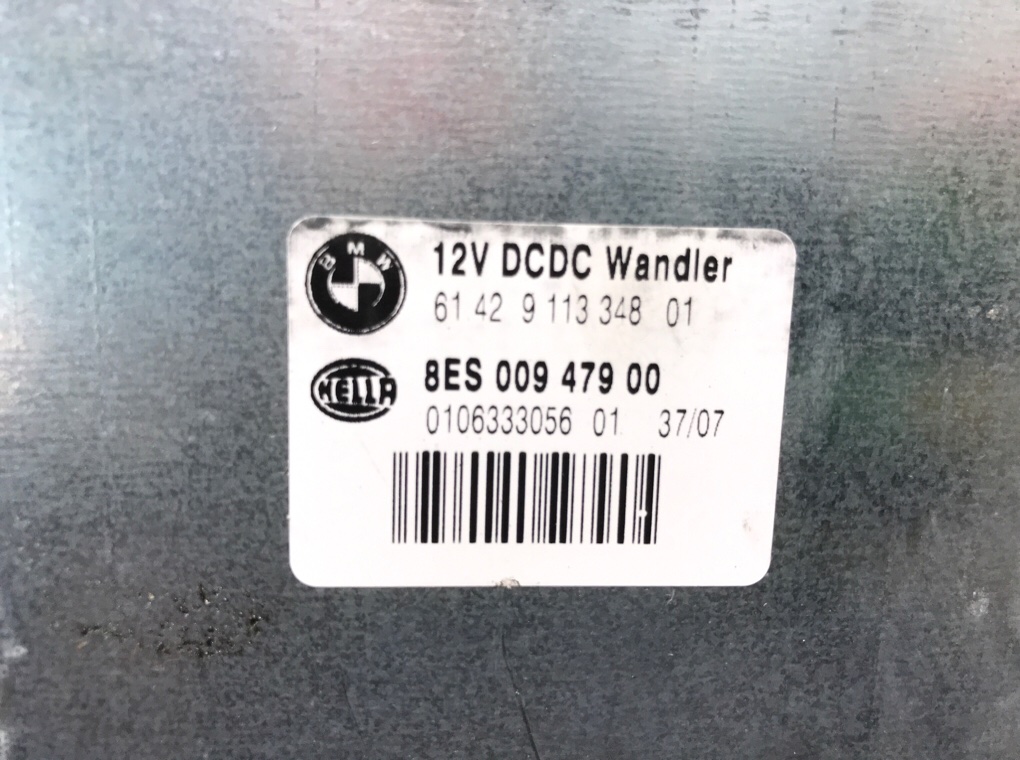 BMW
12V DCDC Wandler
61 42 9 113 348 01
HELLA
8ES 009 479 00
0106333056 01 37/07